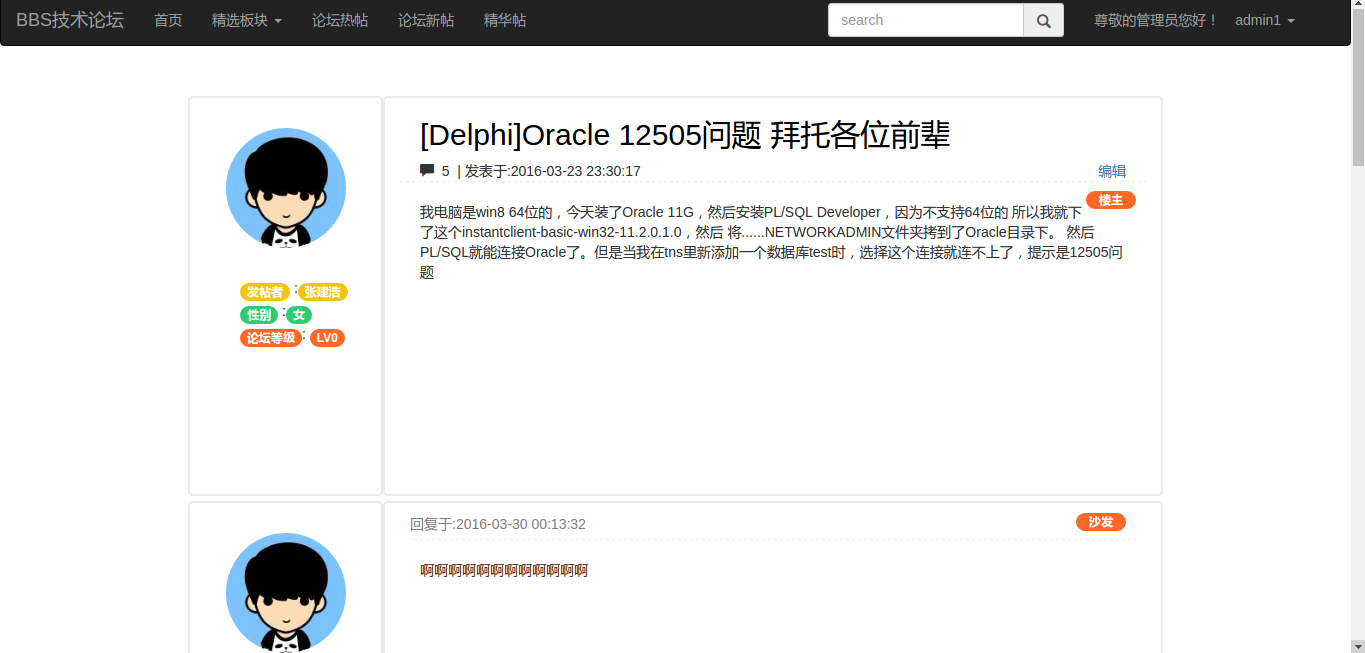 BBS技术论坛 首页 精选板块 论坛热帖 论坛新帖 精华帖 search 尊敬的管理员您好！ admin1
[Delphi]Oracle 12505问题 拜托各位前辈
5 | 发表于:2016-03-23 23:30:17 编辑
楼主
我电脑是win8 64位的，今天装了Oracle 11G，然后安装PL/SQL Developer，因为不支持64位的 所以我就下
了这个instantclient-basic-win32-11.2.0.1.0，然后 将......NETWORKADMIN文件夹拷到了Oracle目录下。 然后
PL/SQL就能连接Oracle了。但是当我在tns里新添加一个数据库test时，选择这个连接就连不上了，提示是12505问
题
发帖者 : 张建浩
性别 : 女
论坛等级 : LV0
回复于:2016-03-30 00:13:32 沙发
啊啊啊啊啊啊啊啊啊啊啊啊